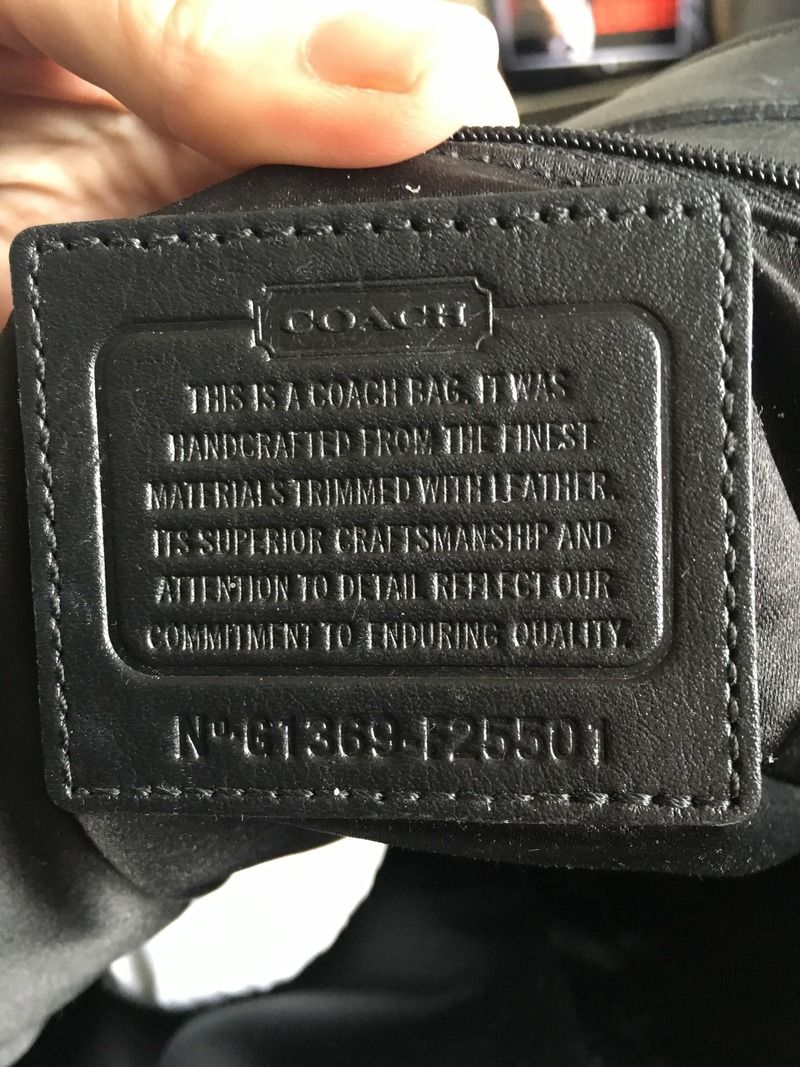 COACH
THIS IS A COACH BAG. IT WAS
HANDCRAFTED FROM THE FINEST
MATERIALS TRIMMED WITH LEATHER.
ITS SUPERIOR CRAFTSMANSHIP AND
ATTENTION TO DETAIL REFLECT OUR
COMMITMENT TO ENDURING QUALITY.
Nº G1369-F25501